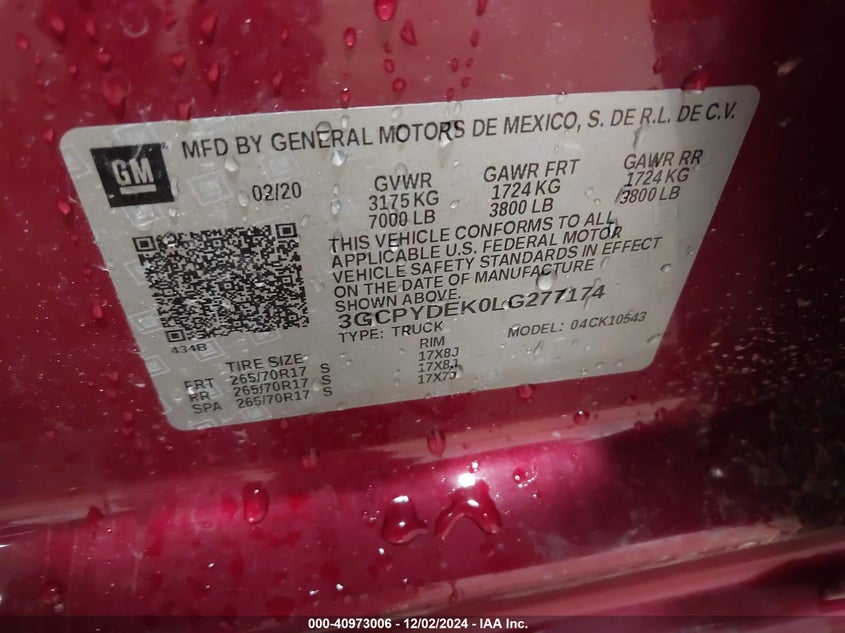 GM
MFD BY GENERAL MOTORS DE MEXICO, S. DE R.L. DE C.V.
02/20 GVWR GAWR FRT GAWR RR
3175 KG 1724 KG 1724 KG
7000 LB 3800 LB 3800 LB
THIS VEHICLE CONFORMS TO ALL
APPLICABLE U.S. FEDERAL MOTOR
VEHICLE SAFETY STANDARDS IN EFFECT
ON THE DATE OF MANUFACTURE
SHOWN ABOVE.
3GCPYDEK0LG277174
434B
TYPE: TRUCK MODEL: 04CK10543
TIRE SIZE RIM
FRT 265/70R17 S 17X8J
RR 265/70R17 S 17X8J
SPA 265/70R17 S 17X7J
000-40973006 - 12/02/2024 - IAA Inc.